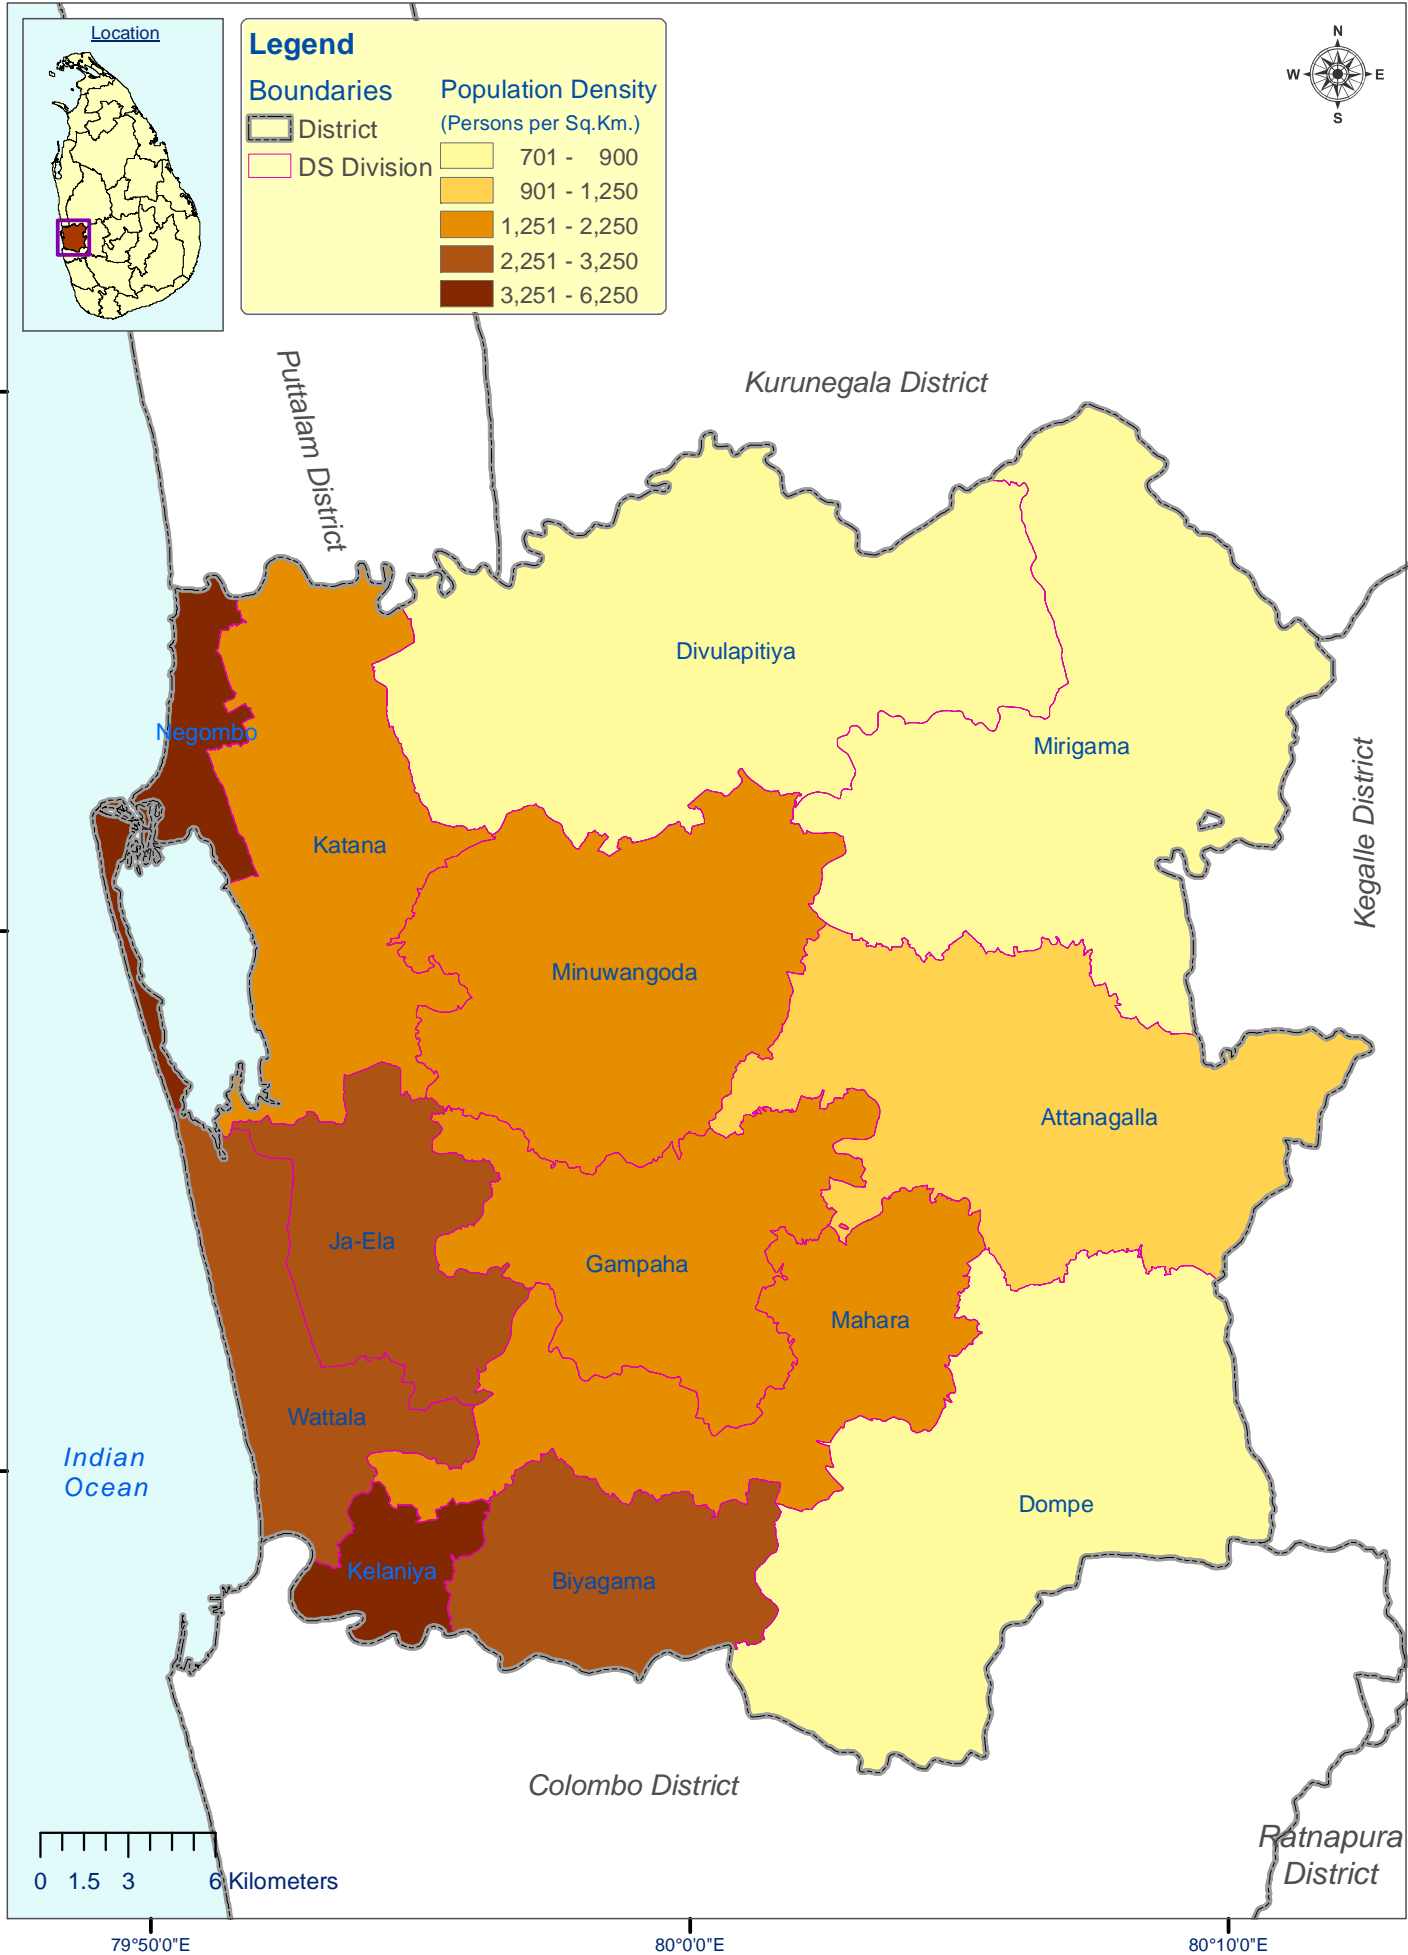 Location
Legend
Boundaries
District
DS Division
Population Density
(Persons per Sq.Km.)
701 - 900
901 - 1,250
1,251 - 2,250
2,251 - 3,250
3,251 - 6,250
N
W E
S
Puttalam District
Kurunegala District
Kegalle District
Divulapitiya
Negombo
Mirigama
Katana
Minuwangoda
Attanagalla
Ja-Ela
Gampaha
Mahara
Wattala
Indian
Ocean
Dompe
Kelaniya
Biyagama
Colombo District
Ratnapura
District
0 1.5 3 6 Kilometers
79°50'0"E 80°0'0"E 80°10'0"E